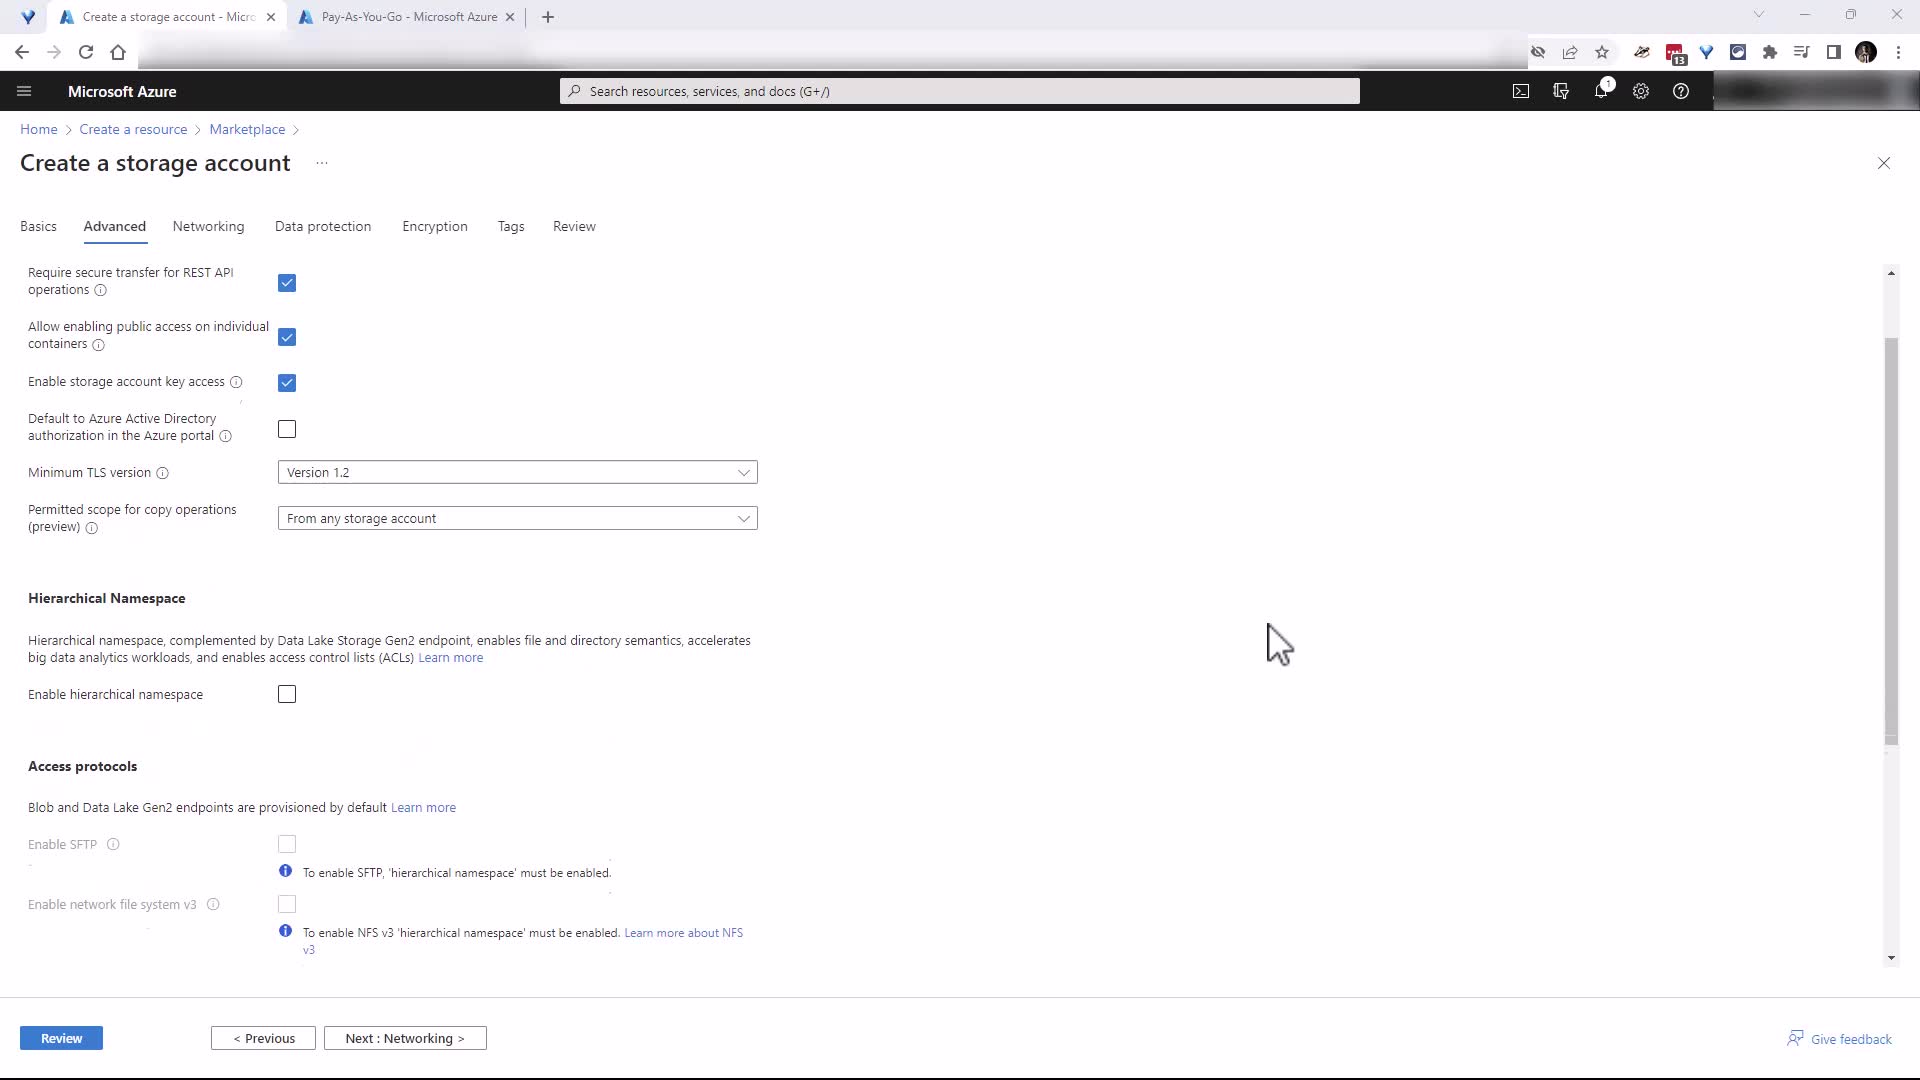 Create a storage account - Micro
Pay-As-You-Go - Microsoft Azure
13
Microsoft Azure
Search resources, services, and docs (G+/)
1
Home > Create a resource > Marketplace >
Create a storage account ...
Basics Advanced Networking Data protection Encryption Tags Review
Require secure transfer for REST API
operations
Allow enabling public access on individual
containers
Enable storage account key access
Default to Azure Active Directory
authorization in the Azure portal
Minimum TLS version
Version 1.2
Permitted scope for copy operations
(preview)
From any storage account
Hierarchical Namespace
Hierarchical namespace, complemented by Data Lake Storage Gen2 endpoint, enables file and directory semantics, accelerates
big data analytics workloads, and enables access control lists (ACLs) Learn more
Enable hierarchical namespace
Access protocols
Blob and Data Lake Gen2 endpoints are provisioned by default Learn more
Enable SFTP
To enable SFTP, 'hierarchical namespace' must be enabled.
Enable network file system v3
To enable NFS v3 'hierarchical namespace' must be enabled. Learn more about NFS
v3
Review
< Previous
Next : Networking >
Give feedback